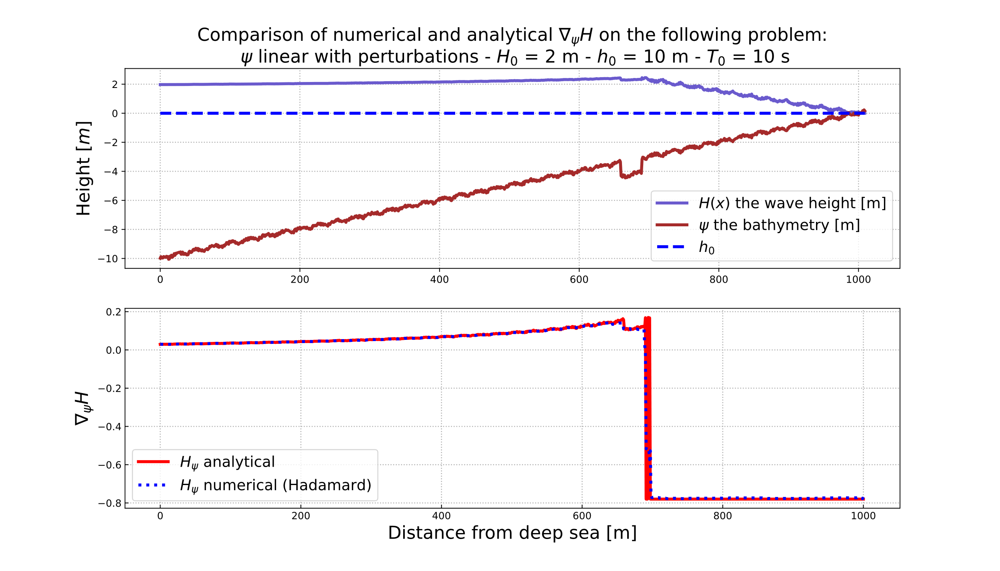 Comparison of numerical and analytical ∇ψH on the following problem:
ψ linear with perturbations - H₀ = 2 m - h₀ = 10 m - T₀ = 10 s
Height [m]
2
0
−2
−4
−6
−8
−10
H(x) the wave height [m]
ψ the bathymetry [m]
h₀
0 200 400 600 800 1000
∇ψH
0.2
0.0
−0.2
−0.4
−0.6
−0.8
Hψ analytical
Hψ numerical (Hadamard)
0 200 400 600 800 1000
Distance from deep sea [m]